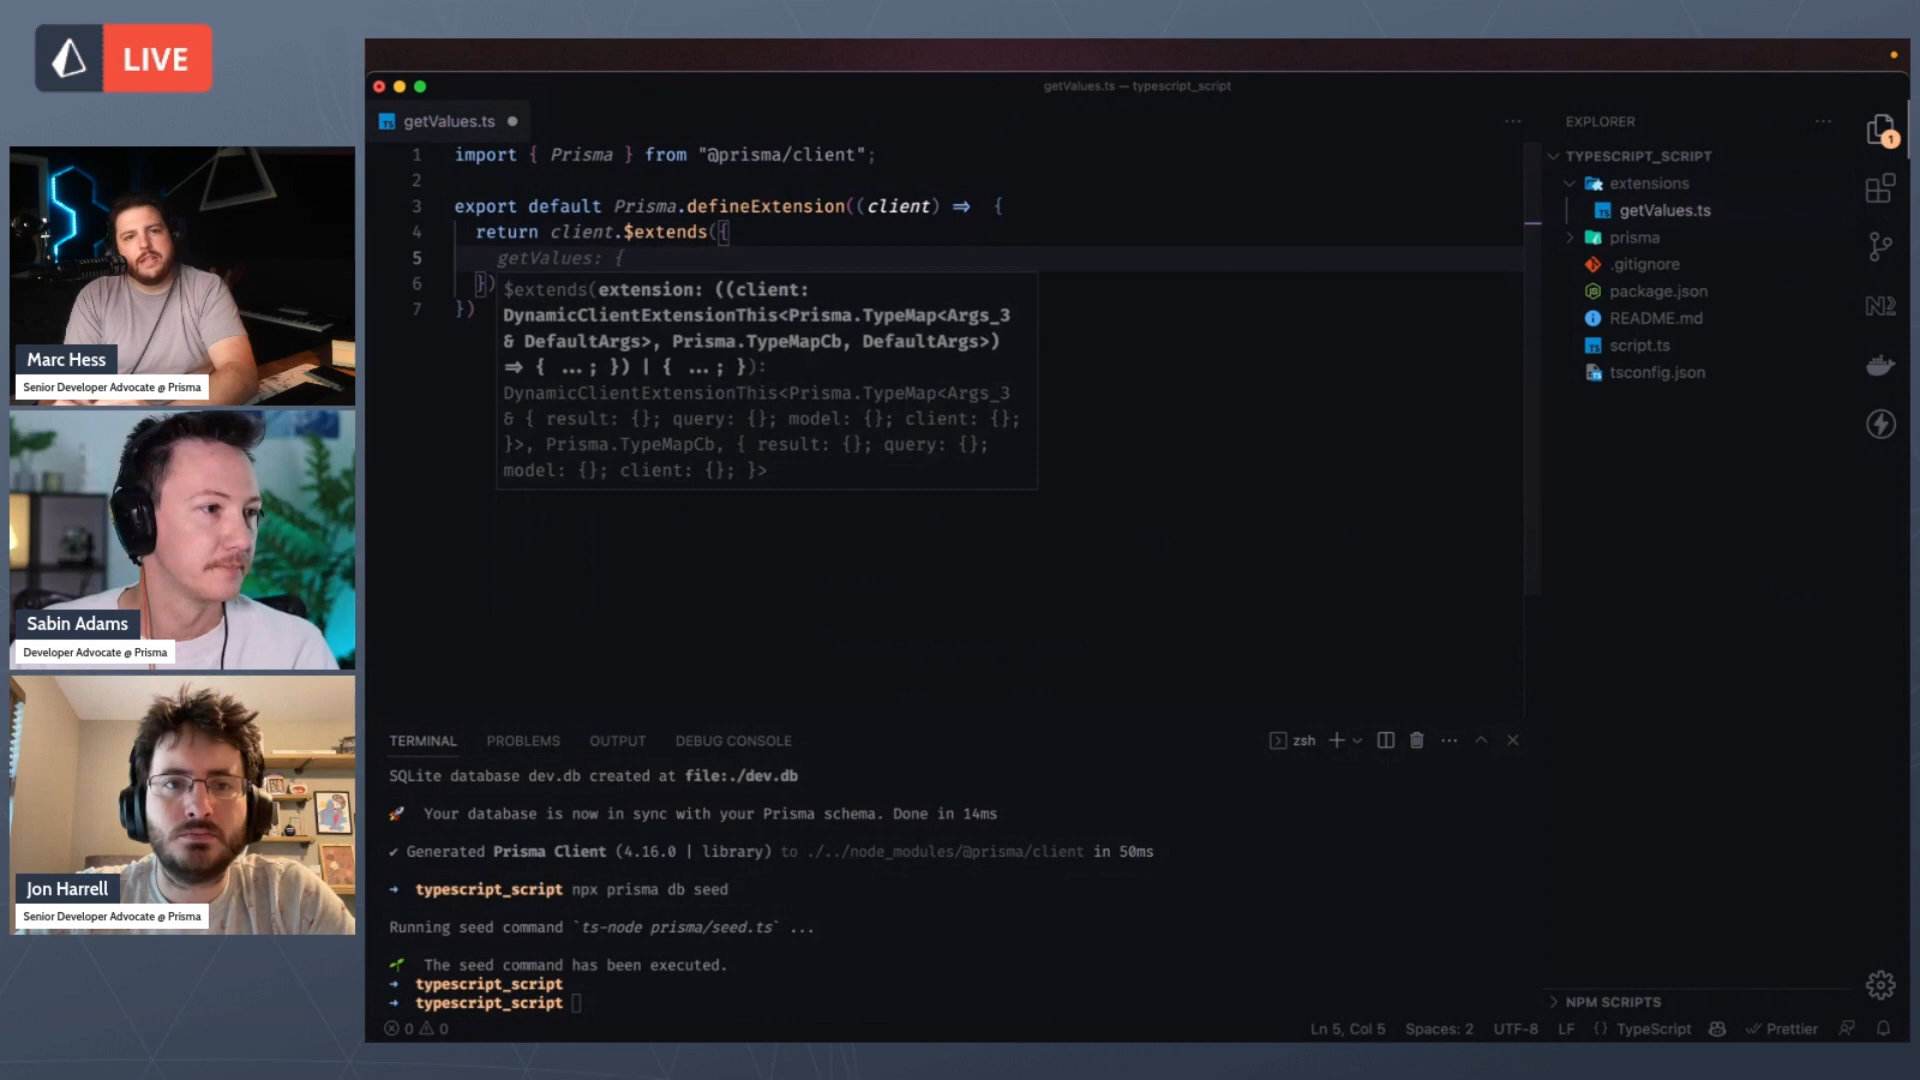 LIVE
Marc Hess
Senior Developer Advocate @ Prisma
Sabin Adams
Developer Advocate @ Prisma
Jon Harrell
Senior Developer Advocate @ Prisma
getValues.ts — typescript_script
getValues.ts
1 import { Prisma } from "@prisma/client";
2
3 export default Prisma.defineExtension((client) ⇒ {
4 return client.$extends({
5 getValues: {
6 })
7 })
$extends(extension: ((client:
DynamicClientExtensionThis<Prisma.TypeMap<Args_3
& DefaultArgs>, Prisma.TypeMapCb, DefaultArgs>)
⇒ { ...; }) | { ...; }):
DynamicClientExtensionThis<Prisma.TypeMap<Args_3
& { result: {}; query: {}; model: {}; client: {};
}>, Prisma.TypeMapCb, { result: {}; query: {};
model: {}; client: {}; }>
EXPLORER
TYPESCRIPT_SCRIPT
extensions
TS getValues.ts
prisma
.gitignore
package.json
README.md
TS script.ts
tsconfig.json
NPM SCRIPTS
1
TERMINAL PROBLEMS OUTPUT DEBUG CONSOLE
zsh
SQLite database dev.db created at file:./dev.db
🚀 Your database is now in sync with your Prisma schema. Done in 14ms
✔ Generated Prisma Client (4.16.0 | library) to ./../node_modules/@prisma/client in 50ms
➜ typescript_script npx prisma db seed
Running seed command `ts-node prisma/seed.ts` ...
🌱 The seed command has been executed.
➜ typescript_script
➜ typescript_script
0 0
Ln 5, Col 5 Spaces: 2 UTF-8 LF {} TypeScript Prettier